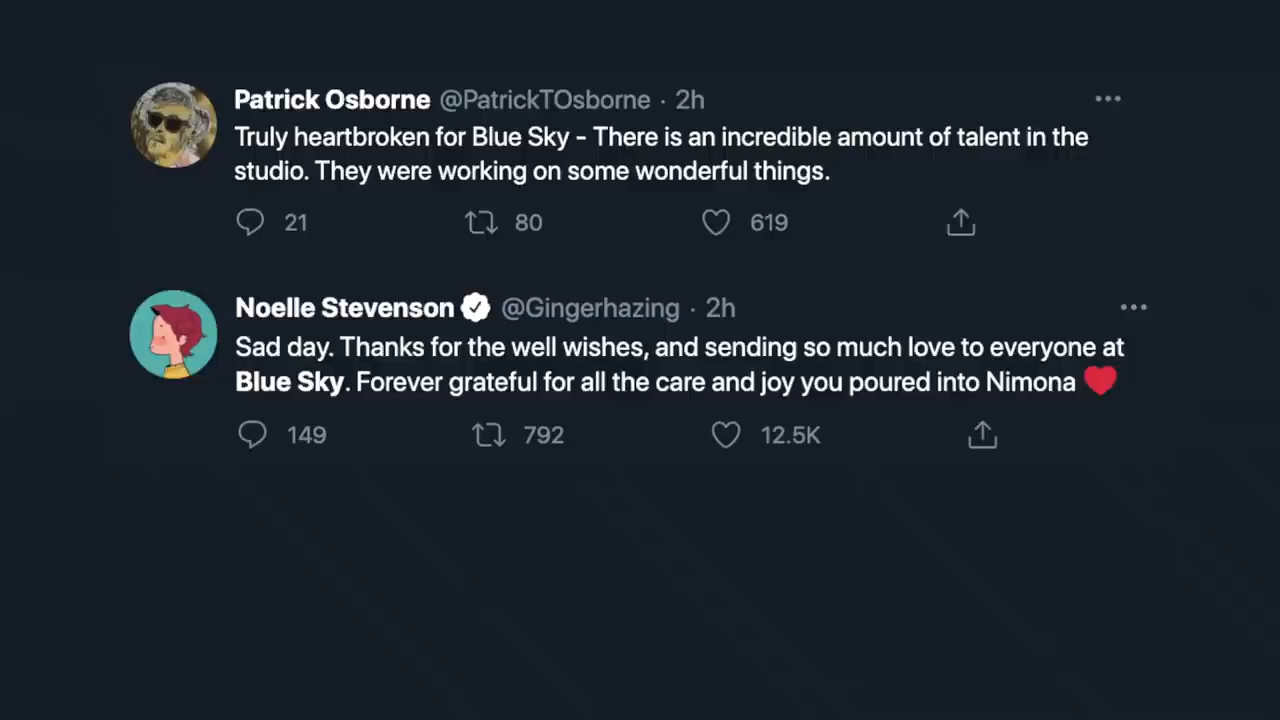 Patrick Osborne @PatrickTOsborne · 2h
Truly heartbroken for Blue Sky - There is an incredible amount of talent in the
studio. They were working on some wonderful things.
21 80 619
Noelle Stevenson @Gingerhazing · 2h
Sad day. Thanks for the well wishes, and sending so much love to everyone at
Blue Sky. Forever grateful for all the care and joy you poured into Nimona ❤️
149 792 12.5K